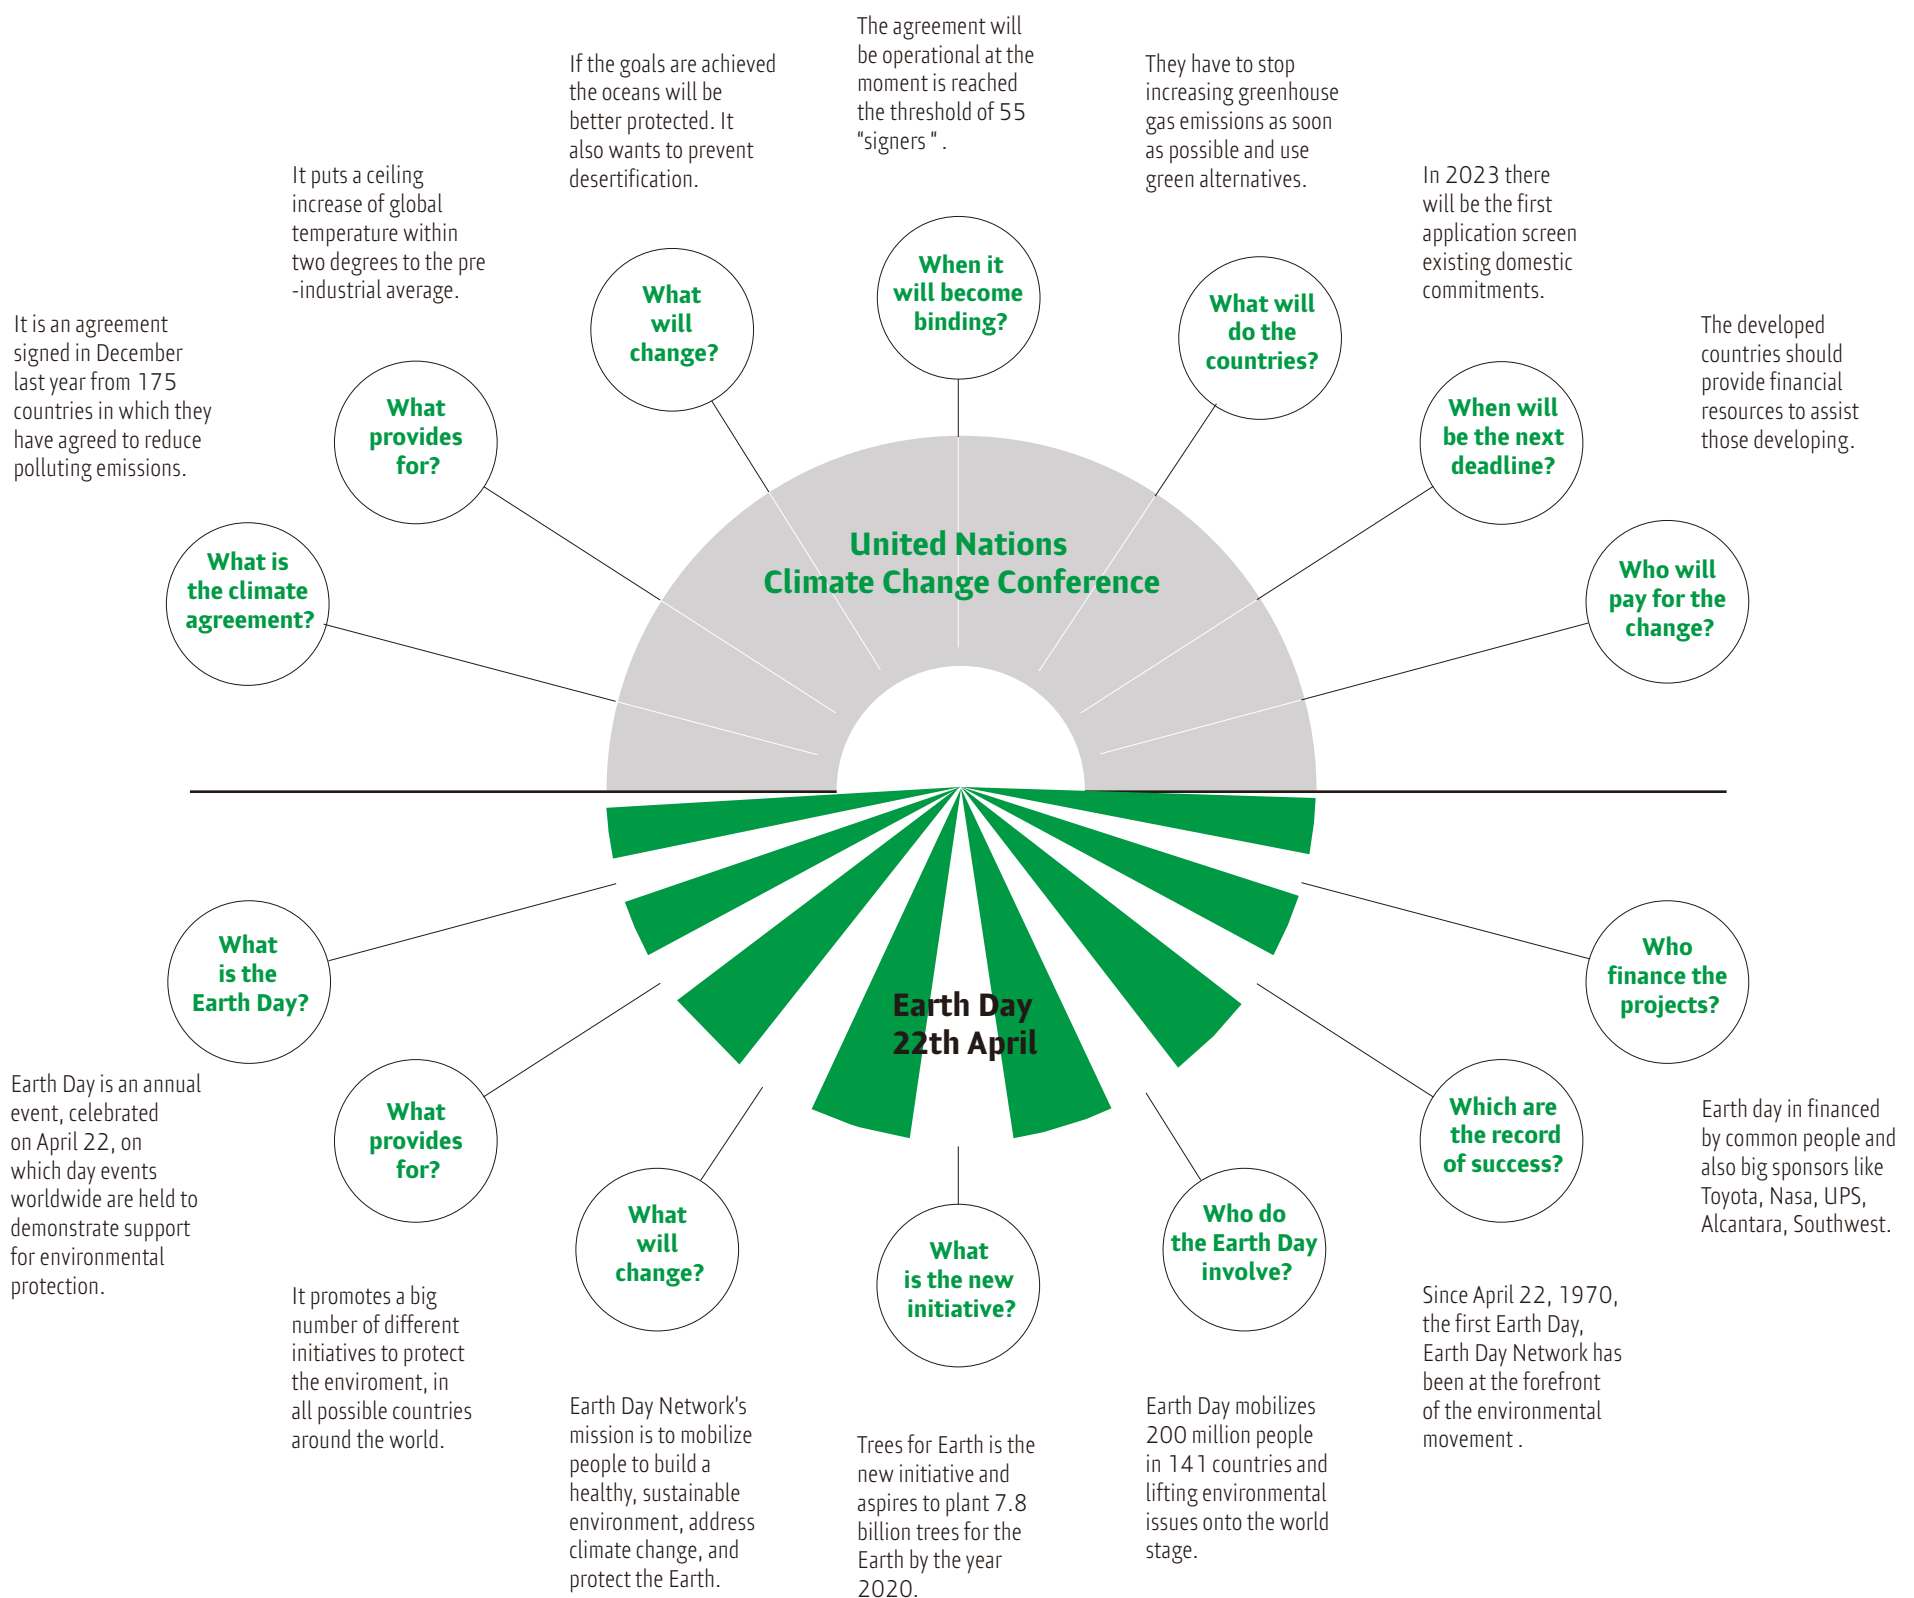 It is an agreement
signed in December
last year from 175
countries in which they
have agreed to reduce
polluting emissions.
What is
the climate
agreement?
It puts a ceiling
increase of global
temperature within
two degrees to the pre
-industrial average.
What
provides
for?
If the goals are achieved
the oceans will be
better protected. It
also wants to prevent
desertification.
What
will
change?
The agreement will
be operational at the
moment is reached
the threshold of 55
“signers “ .
When it
will become
binding?
They have to stop
increasing greenhouse
gas emissions as soon
as possible and use
green alternatives.
What will
do the
countries?
In 2023 there
will be the first
application screen
existing domestic
commitments.
When will
be the next
deadline?
The developed
countries should
provide financial
resources to assist
those developing.
Who will
pay for the
change?
United Nations
Climate Change Conference
Earth Day
22th April
What
is the
Earth Day?
Earth Day is an annual
event, celebrated
on April 22, on
which day events
worldwide are held to
demonstrate support
for environmental
protection.
What
provides
for?
It promotes a big
number of different
initiatives to protect
the enviroment, in
all possible countries
around the world.
What
will
change?
Earth Day Network's
mission is to mobilize
people to build a
healthy, sustainable
environment, address
climate change, and
protect the Earth.
What
is the new
initiative?
Trees for Earth is the
new initiative and
aspires to plant 7.8
billion trees for the
Earth by the year
2020.
Who do
the Earth Day
involve?
Earth Day mobilizes
200 million people
in 141 countries and
lifting environmental
issues onto the world
stage.
Which are
the record
of success?
Since April 22, 1970,
the first Earth Day,
Earth Day Network has
been at the forefront
of the environmental
movement .
Who
finance the
projects?
Earth day in financed
by common people and
also big sponsors like
Toyota, Nasa, UPS,
Alcantara, Southwest.